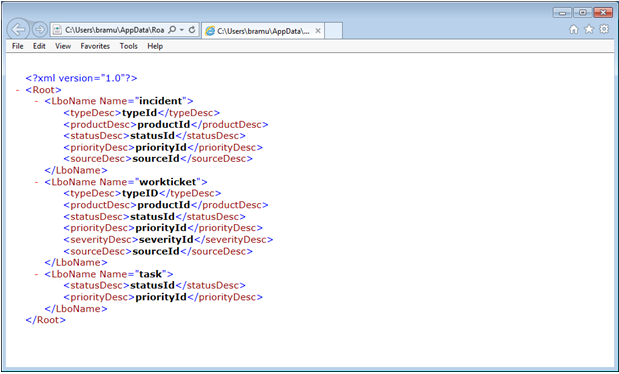 C:\Users\bramu\AppData\Roa
C:\Users\bramu\AppData\...
File Edit View Favorites Tools Help
<?xml version="1.0"?>
- <Root>
- <LboName Name="incident">
<typeDesc>typeId</typeDesc>
<productDesc>productId</productDesc>
<statusDesc>statusId</statusDesc>
<priorityDesc>priorityId</priorityDesc>
<sourceDesc>sourceId</sourceDesc>
</LboName>
- <LboName Name="workticket">
<typeDesc>typeID</typeDesc>
<productDesc>productId</productDesc>
<statusDesc>statusId</statusDesc>
<priorityDesc>priorityId</priorityDesc>
<severityDesc>severityId</severityDesc>
<sourceDesc>sourceId</sourceDesc>
</LboName>
- <LboName Name="task">
<statusDesc>statusId</statusDesc>
<priorityDesc>priorityId</priorityDesc>
</LboName>
</Root>